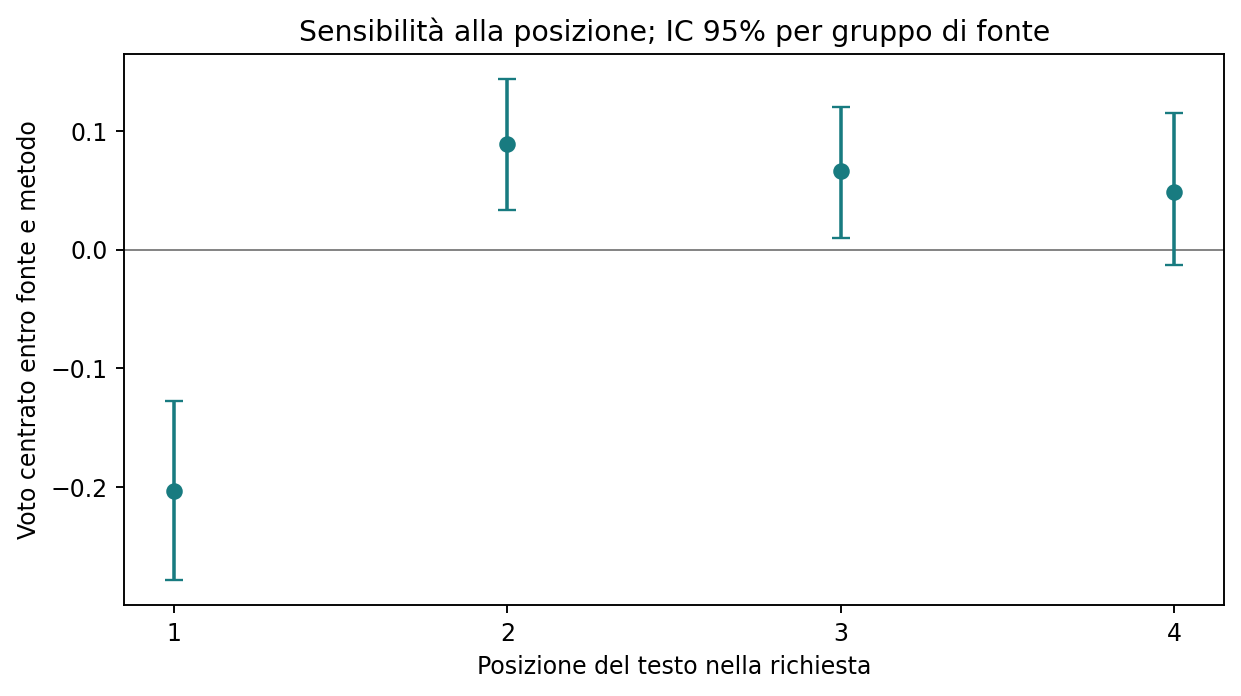 Sensibilità alla posizione; IC 95% per gruppo di fonte
Voto centrato entro fonte e metodo
0.1
0.0
−0.1
−0.2
1
2
3
4
Posizione del testo nella richiesta